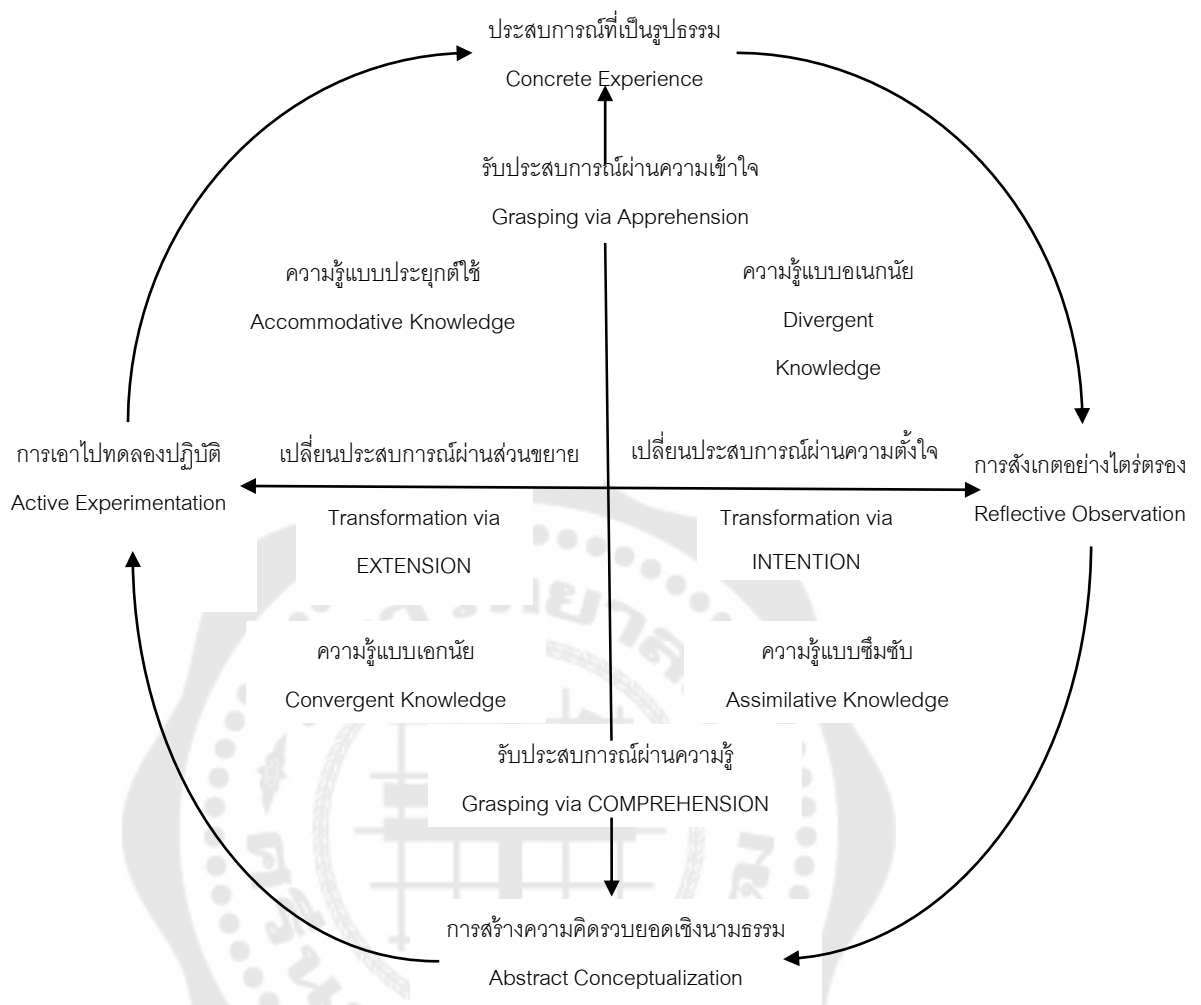 ประสบการณ์ที่เป็นรูปธรรม
Concrete Experience
รับประสบการณ์ผ่านความเข้าใจ
Grasping via Apprehension
ความรู้แบบประยุกต์ใช้
Accommodative Knowledge
ความรู้แบบอเนกนัย
Divergent
Knowledge
การเอาไปทดลองปฏิบัติ
Active Experimentation
เปลี่ยนประสบการณ์ผ่านส่วนขยาย
Transformation via
EXTENSION
เปลี่ยนประสบการณ์ผ่านความตั้งใจ
Transformation via
INTENTION
การสังเกตอย่างไตร่ตรอง
Reflective Observation
ความรู้แบบเอกนัย
Convergent Knowledge
ความรู้แบบซึมซับ
Assimilative Knowledge
รับประสบการณ์ผ่านความรู้
Grasping via COMPREHENSION
การสร้างความคิดรวบยอดเชิงนามธรรม
Abstract Conceptualization